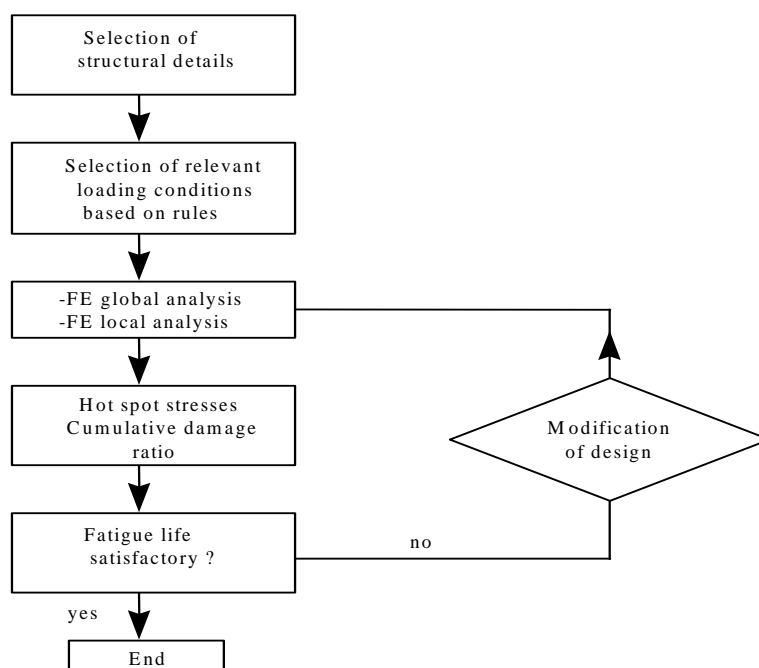 Selection of
structural details
Selection of relevant
loading conditions
based on rules
-FE global analysis
-FE local analysis
Hot spot stresses
Cumulative damage
ratio
Modification
of design
Fatigue life
satisfactory ?
no
yes
End